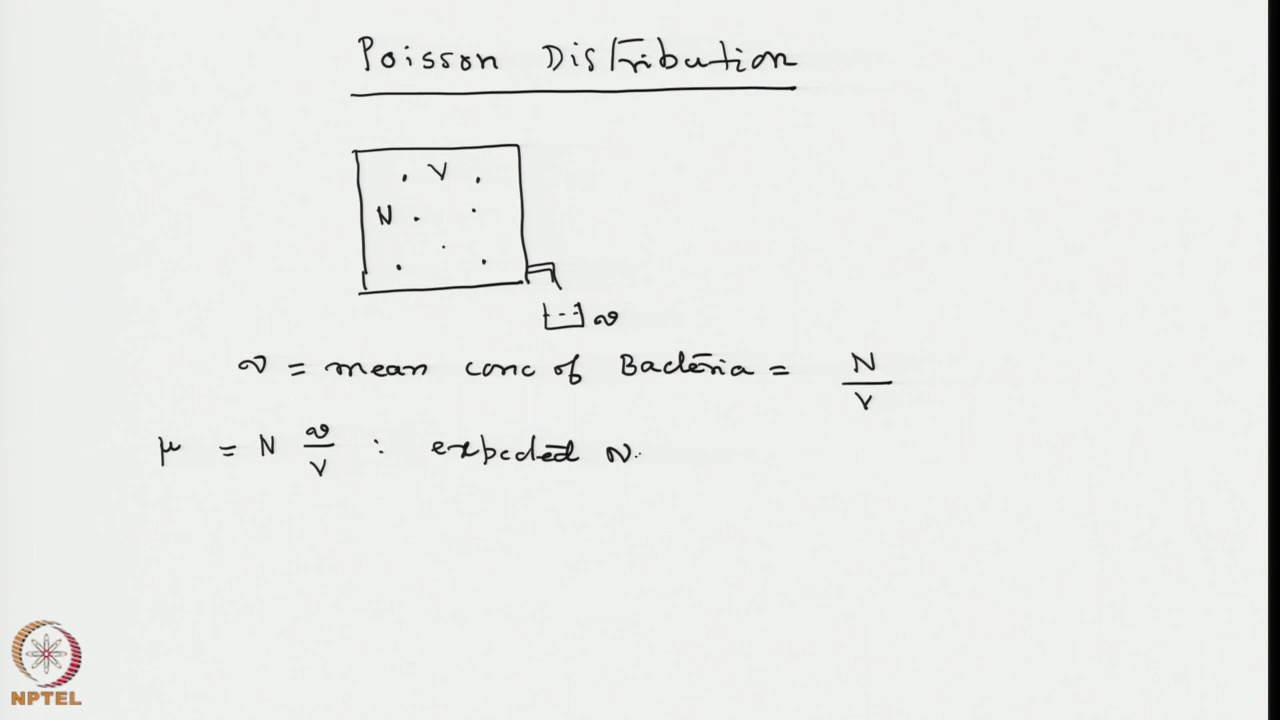 Poisson Distribution
V
N
v
v = mean conc of Bacteria = N / V
μ = N v / V : expected n.
NPTEL